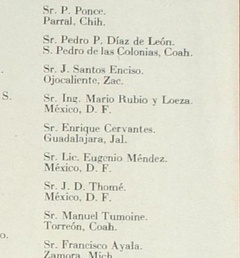 Sr. P. Ponce.
Parral, Chih.
Sr. Pedro P. Díaz de León.
S. Pedro de las Colonias, Coah.
Sr. J. Santos Enciso.
Ojocaliente, Zac.
S. Sr. Ing. Mario Rubio y Loeza.
México, D. F.
Sr. Enrique Cervantes.
Guadalajara, Jal.
Sr. Lic. Eugenio Méndez.
México, D. F.
Sr. J. D. Thomé.
México, D. F.
Sr. Manuel Tumoine.
Torreón, Coah.
o.
Sr. Francisco Ayala.
Zamora, Mich.